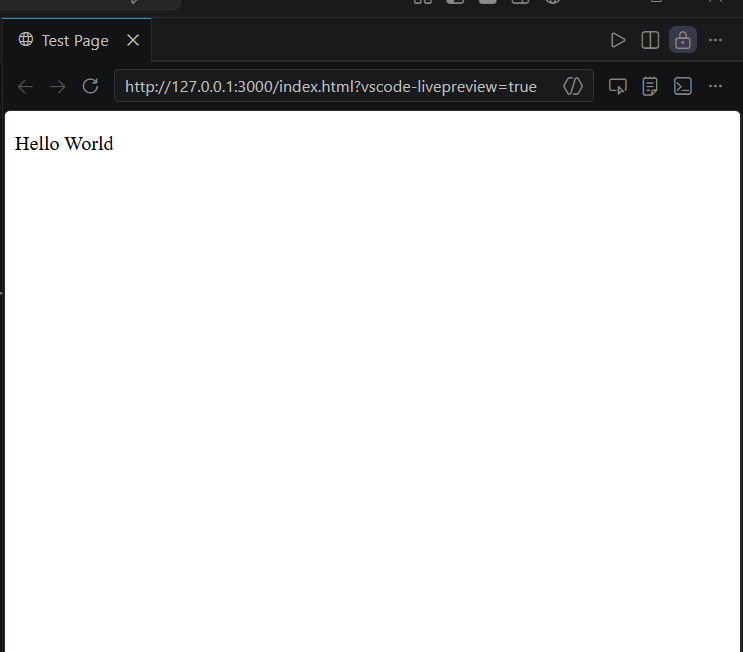 Test Page
http://127.0.0.1:3000/index.html?vscode-livepreview=true
Hello World